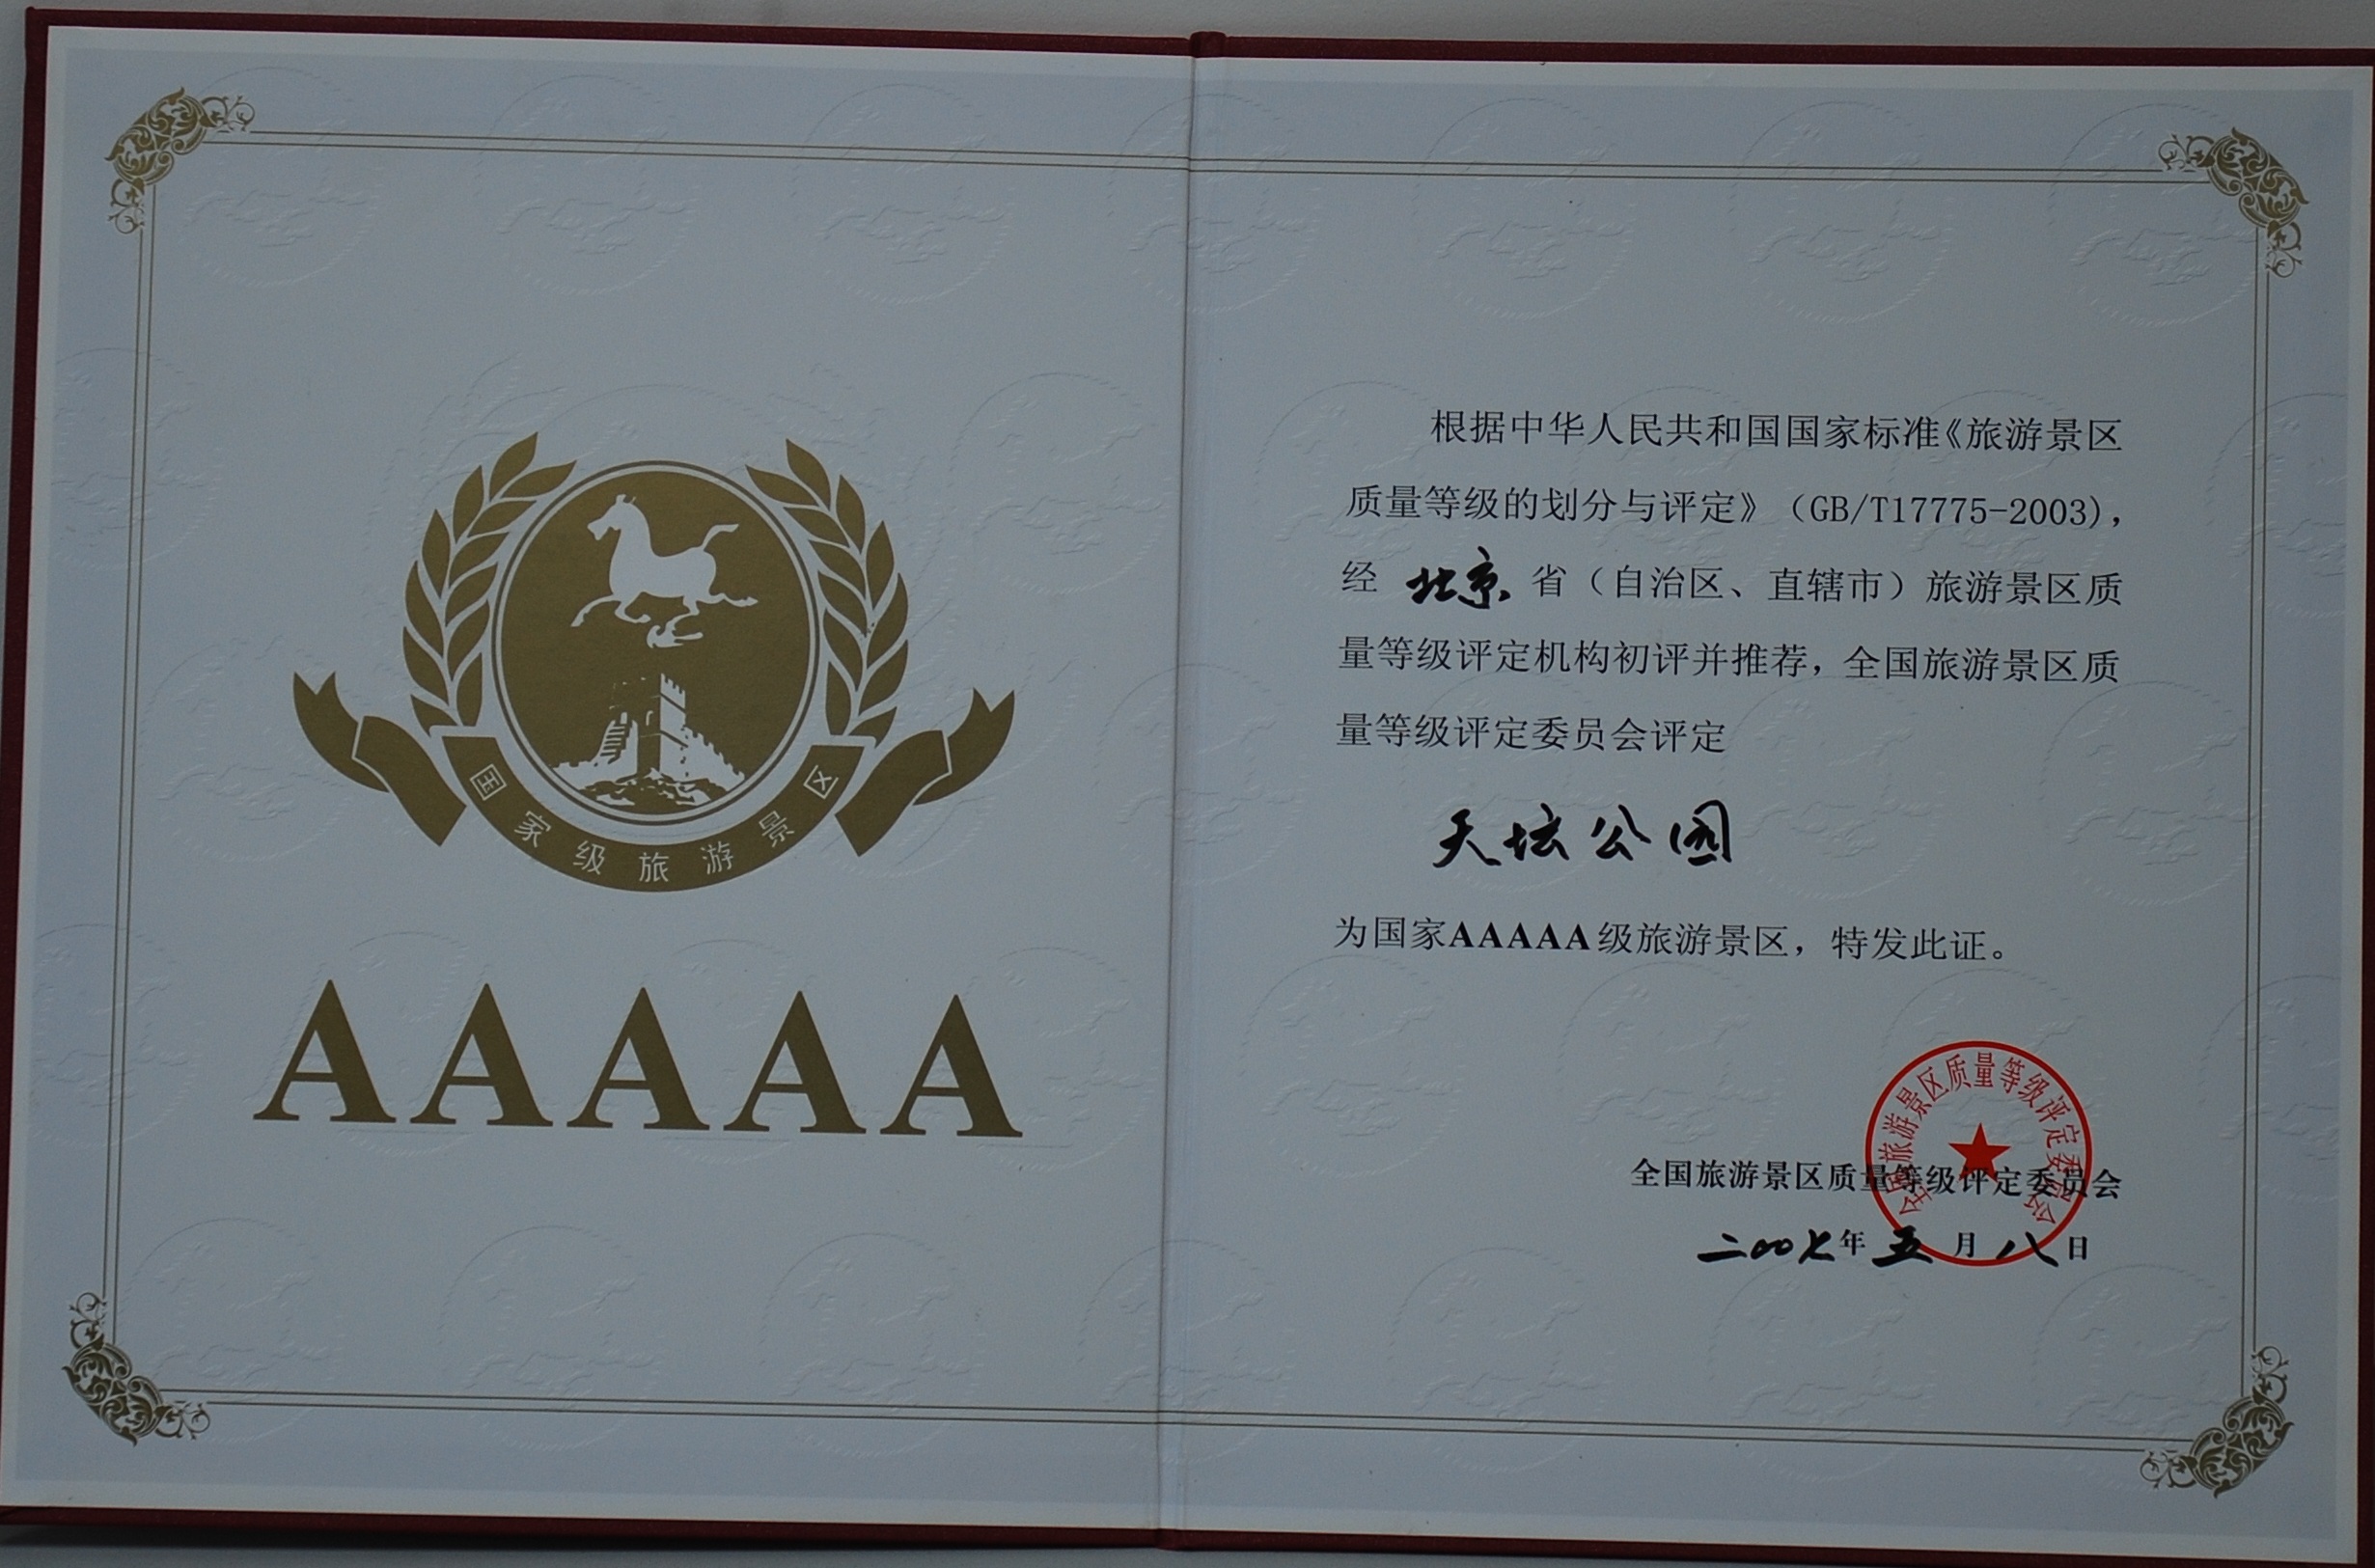 国家级旅游景区
AAAAA
根据中华人民共和国国家标准《旅游景区
质量等级的划分与评定》（GB/T17775-2003），
经 北京 省（自治区、直辖市）旅游景区质
量等级评定机构初评并推荐，全国旅游景区质
量等级评定委员会评定
天坛公园
为国家AAAAA级旅游景区，特发此证。
全国旅游景区质量等级评定委员会
全国旅游景区质量等级评定委员会
二〇〇七年五月八日